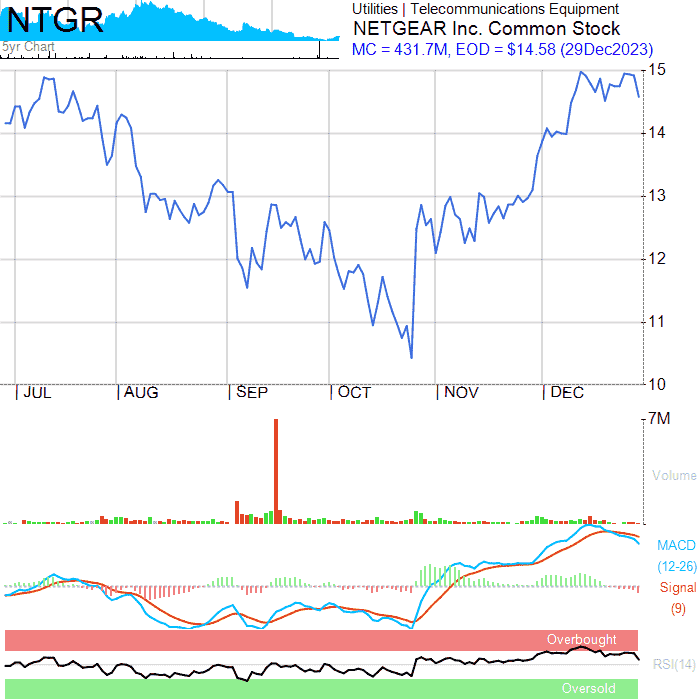 NTGR
5yr Chart
Utilities | Telecommunications Equipment
NETGEAR Inc. Common Stock
MC = 431.7M, EOD = $14.58 (29Dec2023)
15
14
13
12
11
10
JUL AUG SEP OCT NOV DEC
7M
Volume
MACD
(12-26)
Signal
(9)
Overbought
RSI(14)
Oversold